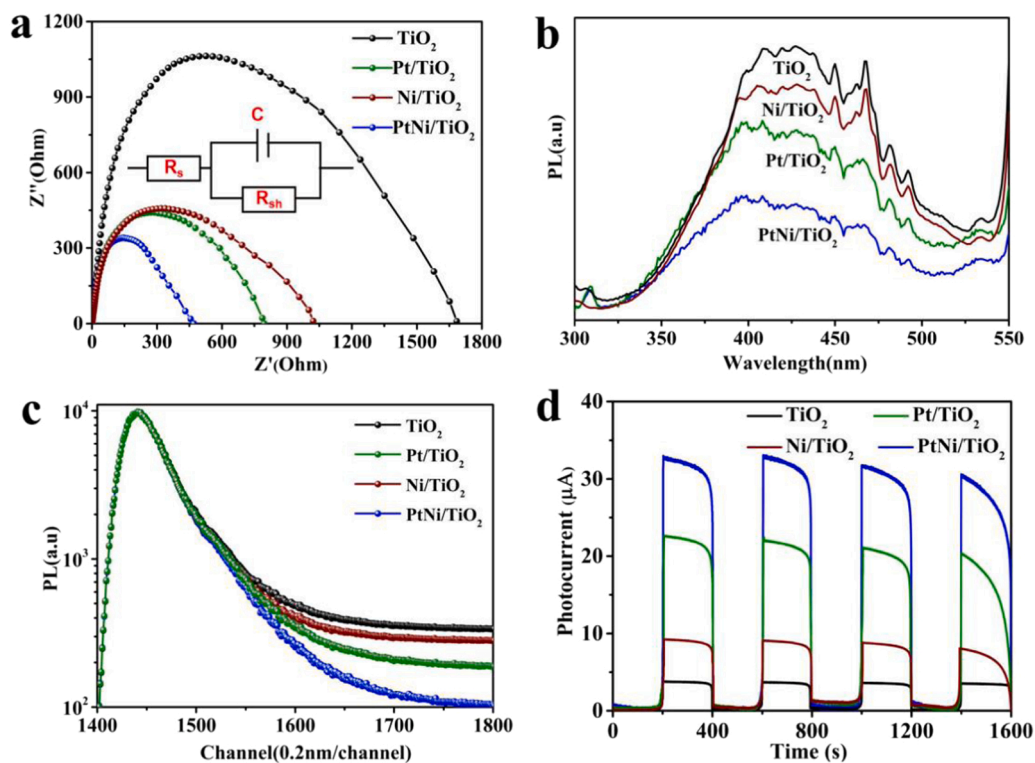 a
1200
900
600
300
0
0 300 600 900 1200 1500 1800
Z"(Ohm)
Z'(Ohm)
TiO2
Pt/TiO2
Ni/TiO2
PtNi/TiO2
C
Rs
Rsh
b
PL(a.u)
TiO2
Ni/TiO2
Pt/TiO2
PtNi/TiO2
300 350 400 450 500 550
Wavelength(nm)
c
10^4
10^3
10^2
PL(a.u)
TiO2
Pt/TiO2
Ni/TiO2
PtNi/TiO2
1400 1500 1600 1700 1800
Channel(0.2nm/channel)
d
TiO2 Pt/TiO2
Ni/TiO2 PtNi/TiO2
40
30
20
10
0
Photocurrent (μA)
0 400 800 1200 1600
Time (s)